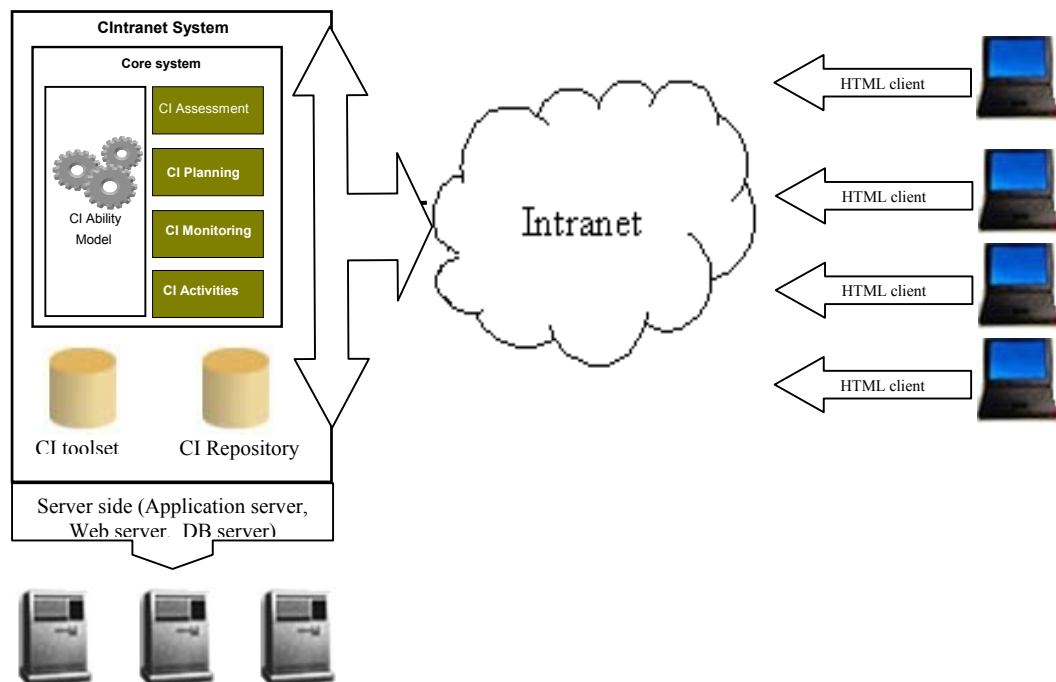 CIntranet System
Core system
CI Assessment
CI Planning
CI Monitoring
CI Activities
CI Ability
Model
CI toolset
CI Repository
Server side (Application server,
Web server, DB server)
Intranet
HTML client
HTML client
HTML client
HTML client